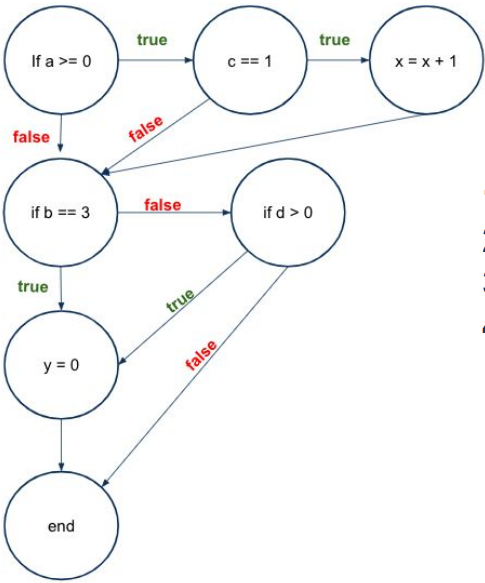 If a >= 0
true
c == 1
true
x = x + 1
false
false
if b == 3
false
if d > 0
true
true
y = 0
false
end